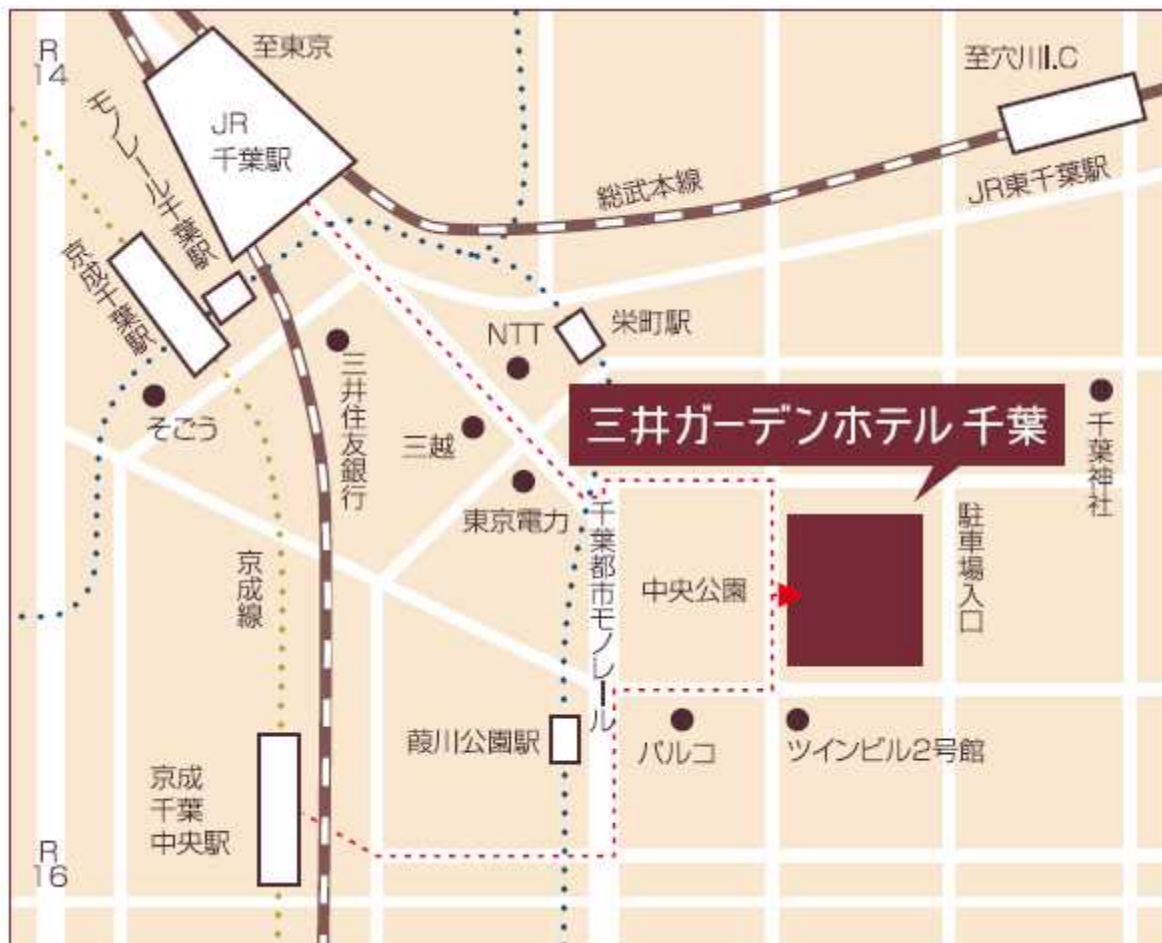 R
14
至東京
JR
千葉駅
モノレール千葉駅
京成千葉駅
至穴川I.C
総武本線
JR東千葉駅
栄町駅
NTT
三井住友銀行
そごう
三越
東京電力
三井ガーデンホテル 千葉
千葉神社
京成線
千葉都市モノレール
中央公園
駐車場入口
葭川公園駅
パルコ
ツインビル2号館
京成
千葉
中央駅
R
16